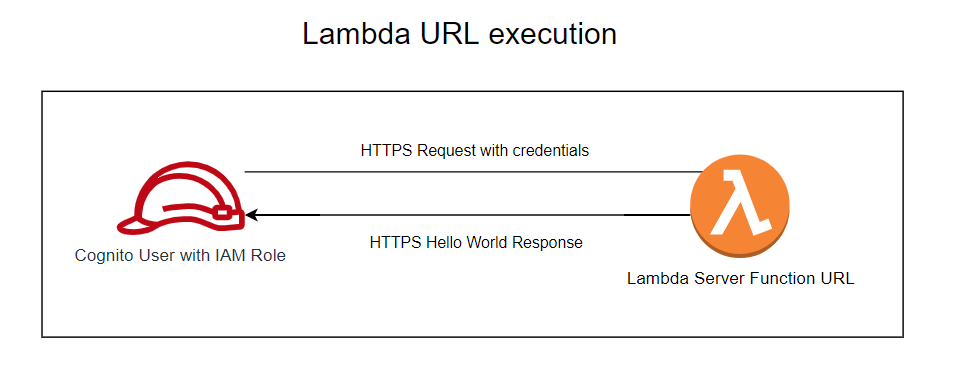 Lambda URL execution
HTTPS Request with credentials
HTTPS Hello World Response
Cognito User with IAM Role
Lambda Server Function URL